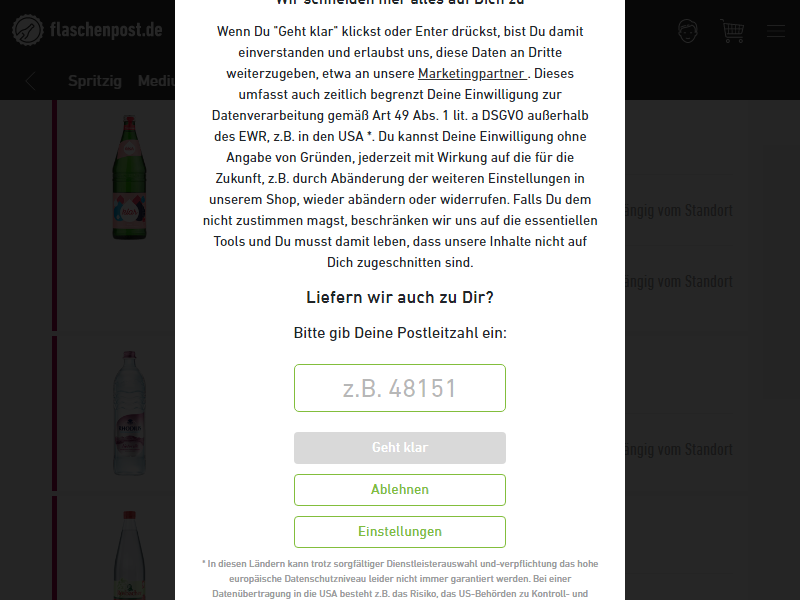 Wir schneiden hier alles auf Dich zu
flaschenpost.de
Wenn Du "Geht klar" klickst oder Enter drückst, bist Du damit
einverstanden und erlaubst uns, diese Daten an Dritte
weiterzugeben, etwa an unsere Marketingpartner . Dieses
umfasst auch zeitlich begrenzt Deine Einwilligung zur
Datenverarbeitung gemäß Art 49 Abs. 1 lit. a DSGVO außerhalb
des EWR, z.B. in den USA *. Du kannst Deine Einwilligung ohne
Angabe von Gründen, jederzeit mit Wirkung auf die für die
Zukunft, z.B. durch Abänderung der weiteren Einstellungen in
unserem Shop, wieder abändern oder widerrufen. Falls Du dem
nicht zustimmen magst, beschränken wir uns auf die essentiellen
Tools und Du musst damit leben, dass unsere Inhalte nicht auf
Dich zugeschnitten sind.
Spritzig Mediu
ängig vom Standort
ängig vom Standort
Liefern wir auch zu Dir?
Bitte gib Deine Postleitzahl ein:
z.B. 48151
Geht klar
ängig vom Standort
Ablehnen
Einstellungen
* In diesen Ländern kann trotz sorgfältiger Dienstleisterauswahl und-verpflichtung das hohe
europäische Datenschutzniveau leider nicht immer garantiert werden. Bei einer
Datenübertragung in die USA besteht z.B. das Risiko, das US-Behörden zu Kontroll- und